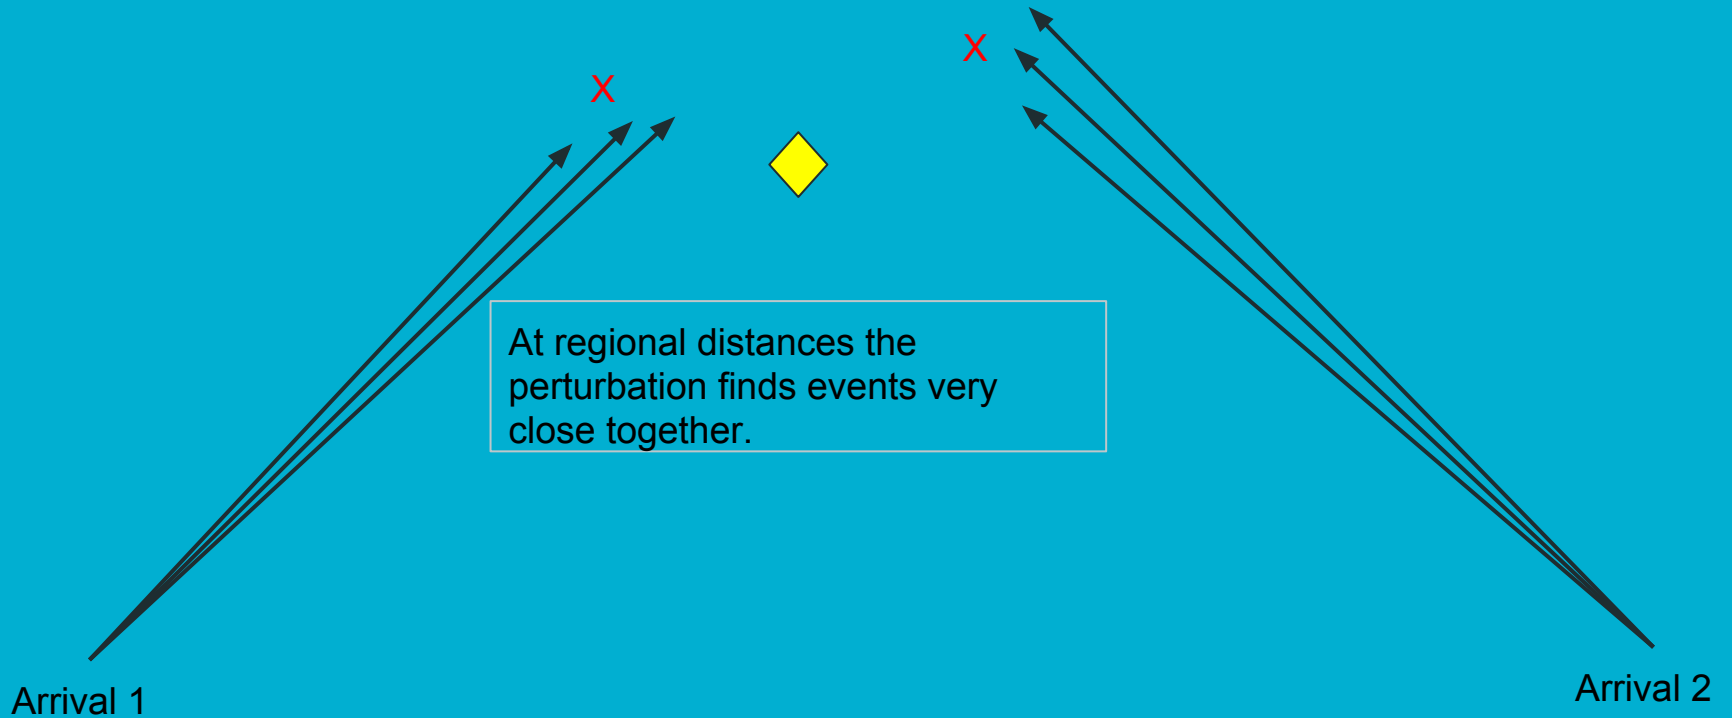 X
X
At regional distances the
perturbation finds events very
close together.
Arrival 1
Arrival 2